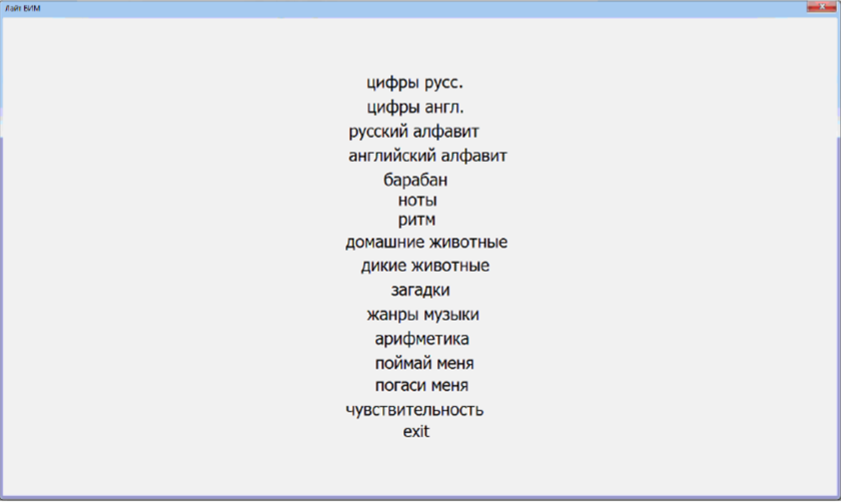 Лайт БИМ
цифры русс.
цифры англ.
русский алфавит
английский алфавит
барабан
ноты
ритм
домашние животные
дикие животные
загадки
жанры музыки
арифметика
поймай меня
погаси меня
чувствительность
exit